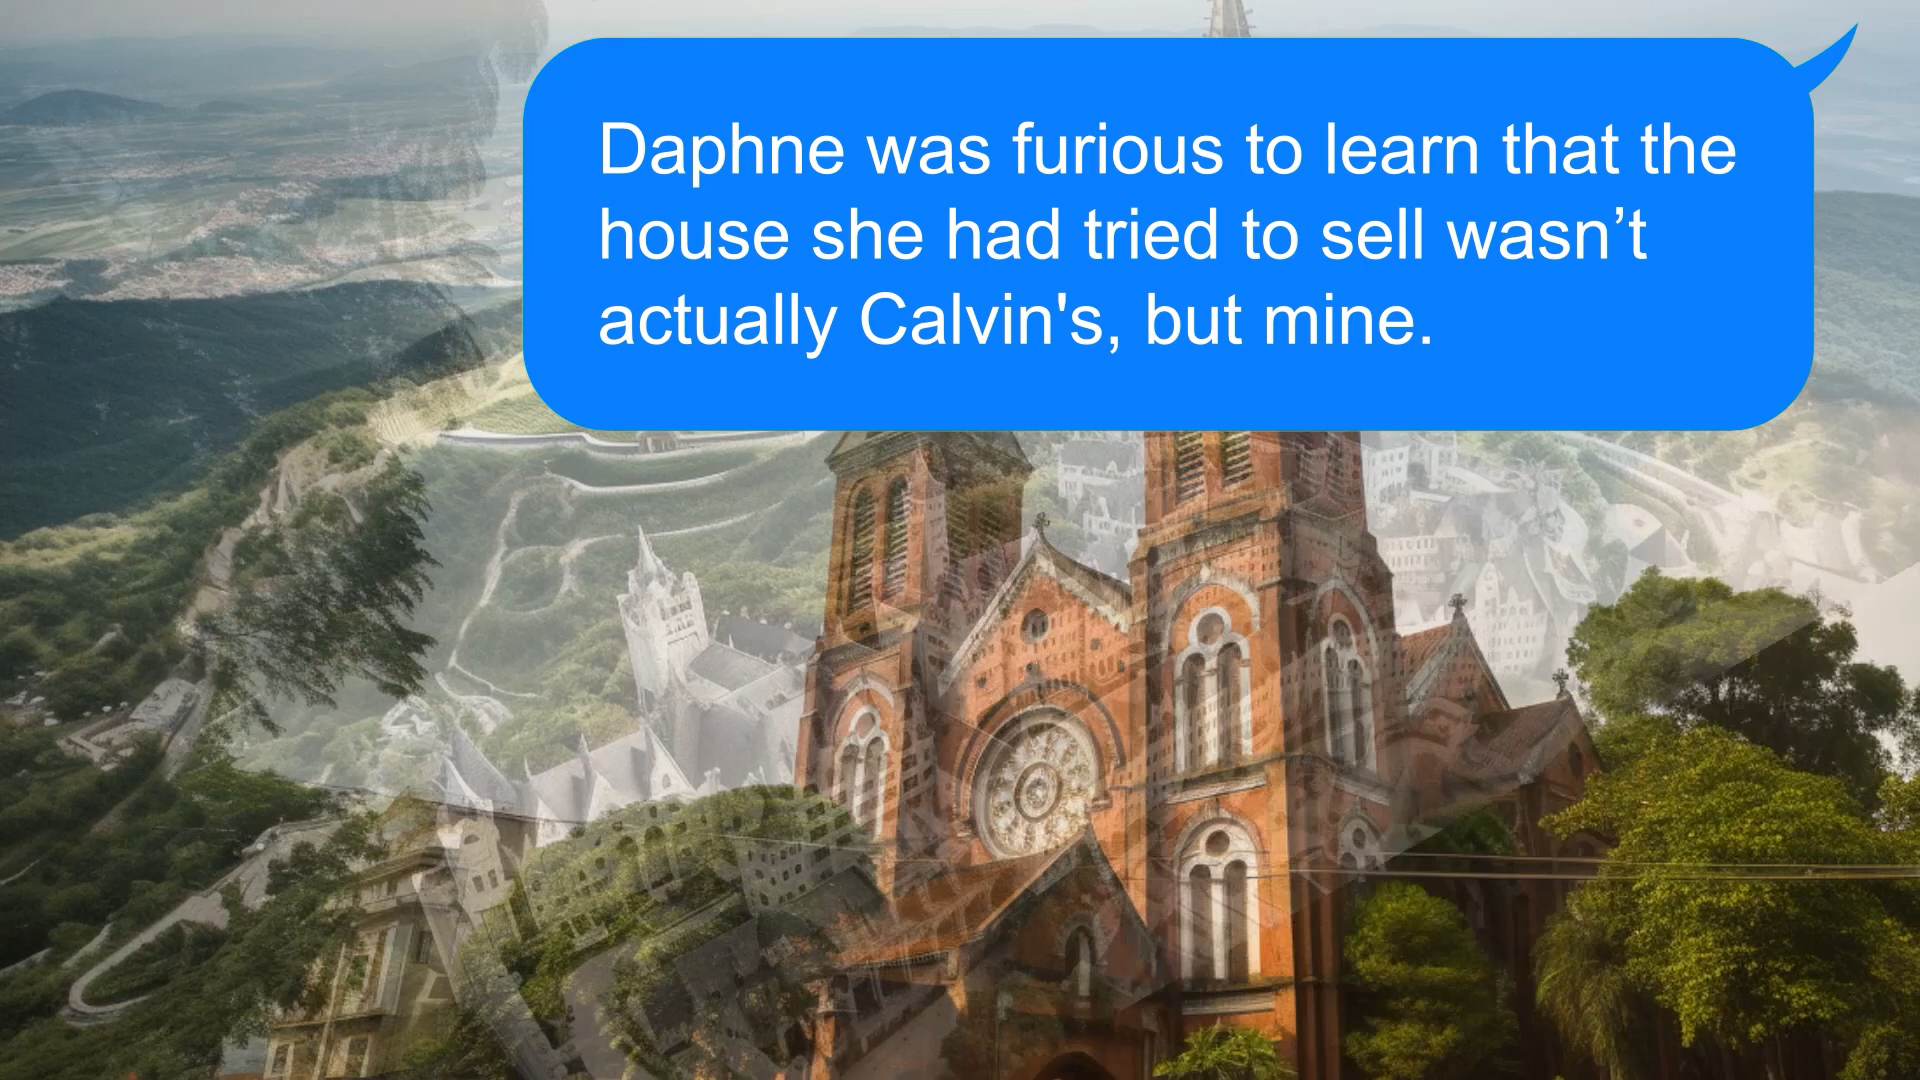 Daphne was furious to learn that the
house she had tried to sell wasn’t
actually Calvin's, but mine.